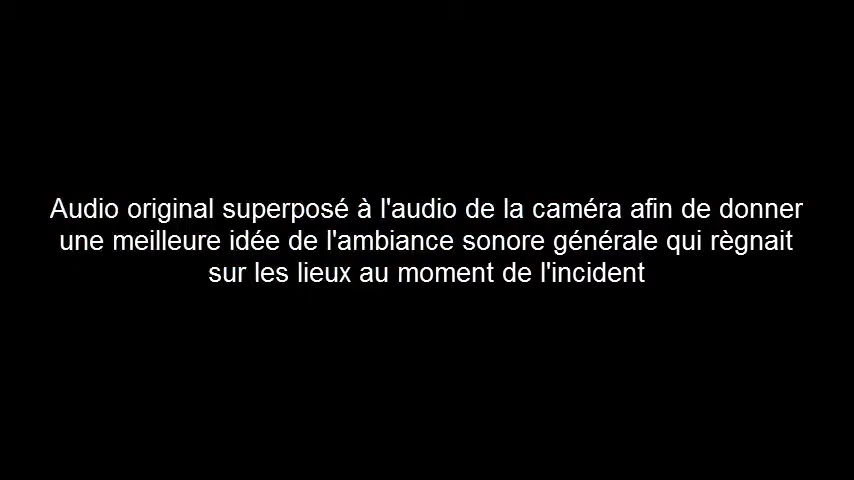 Audio original superposé à l'audio de la caméra afin de donner
une meilleure idée de l'ambiance sonore générale qui règnait
sur les lieux au moment de l'incident